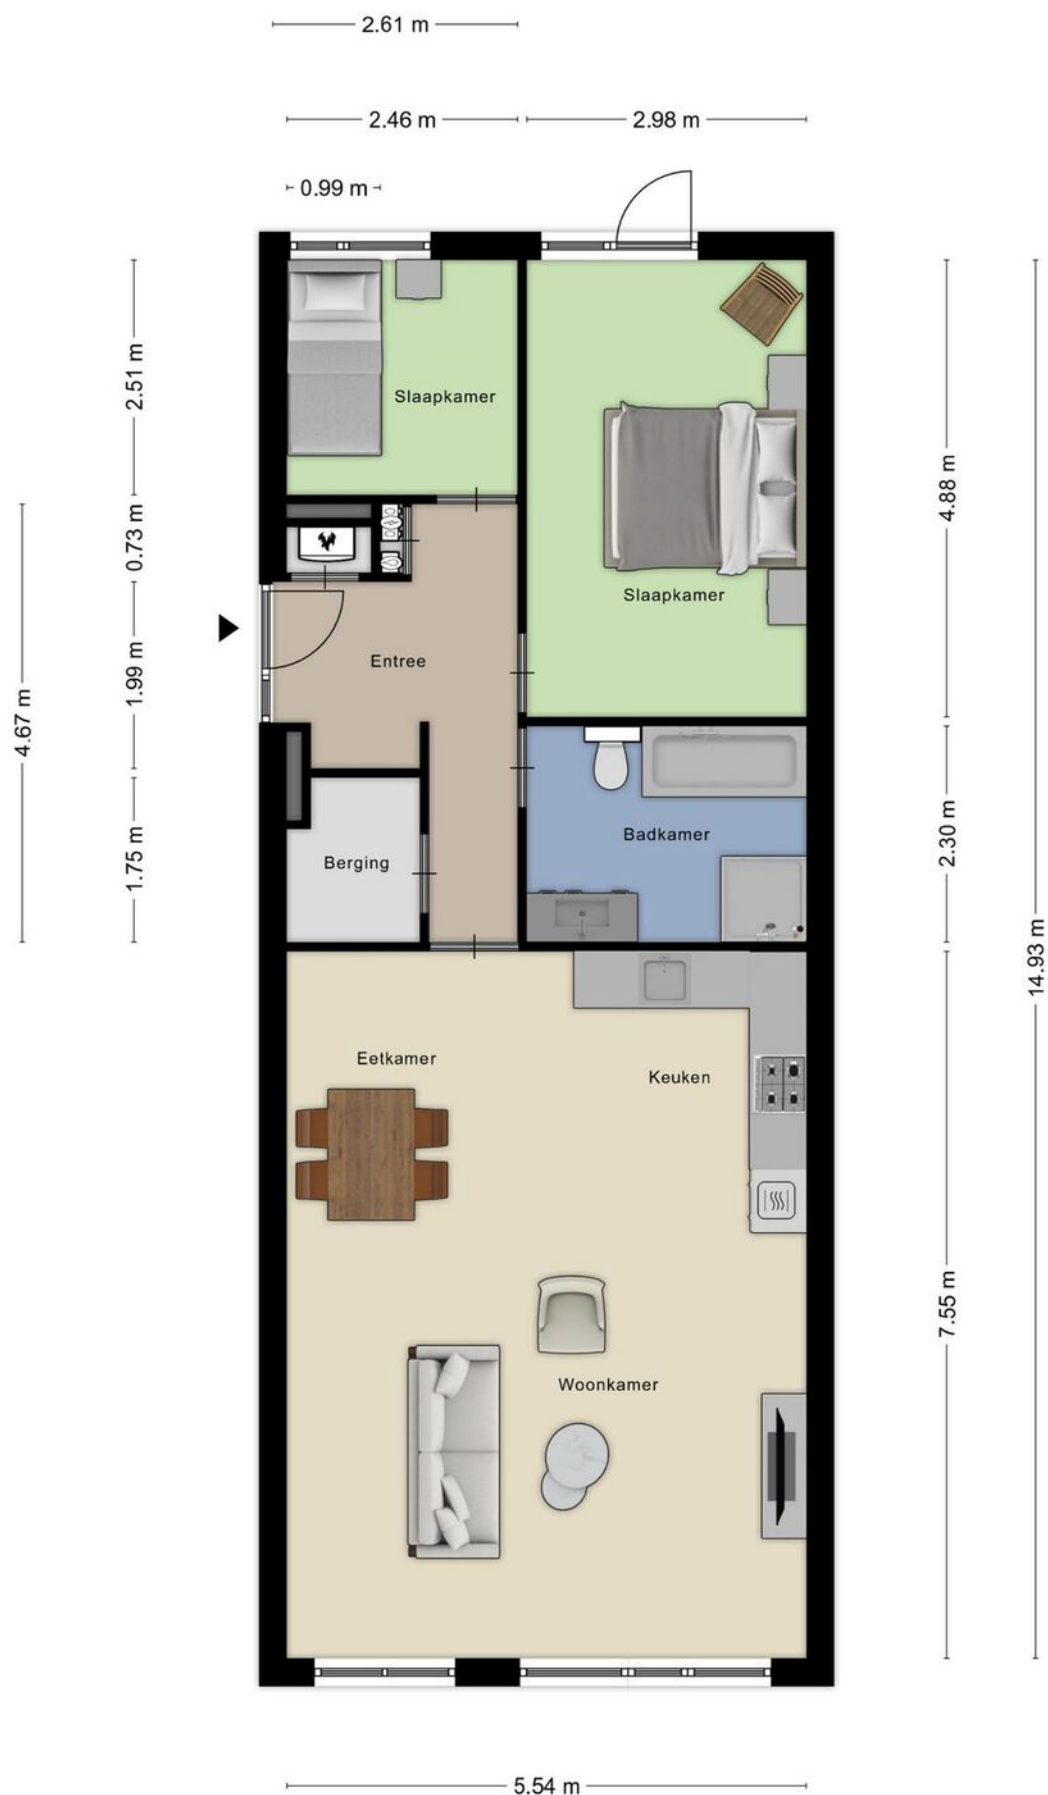 2.61 m
2.46 m
2.98 m
0.99 m
2.51 m
Slaapkamer
4.88 m
0.73 m
Slaapkamer
Entree
1.99 m
4.67 m
Badkamer
2.30 m
Berging
1.75 m
14.93 m
Eetkamer
Keuken
7.55 m
Woonkamer
5.54 m